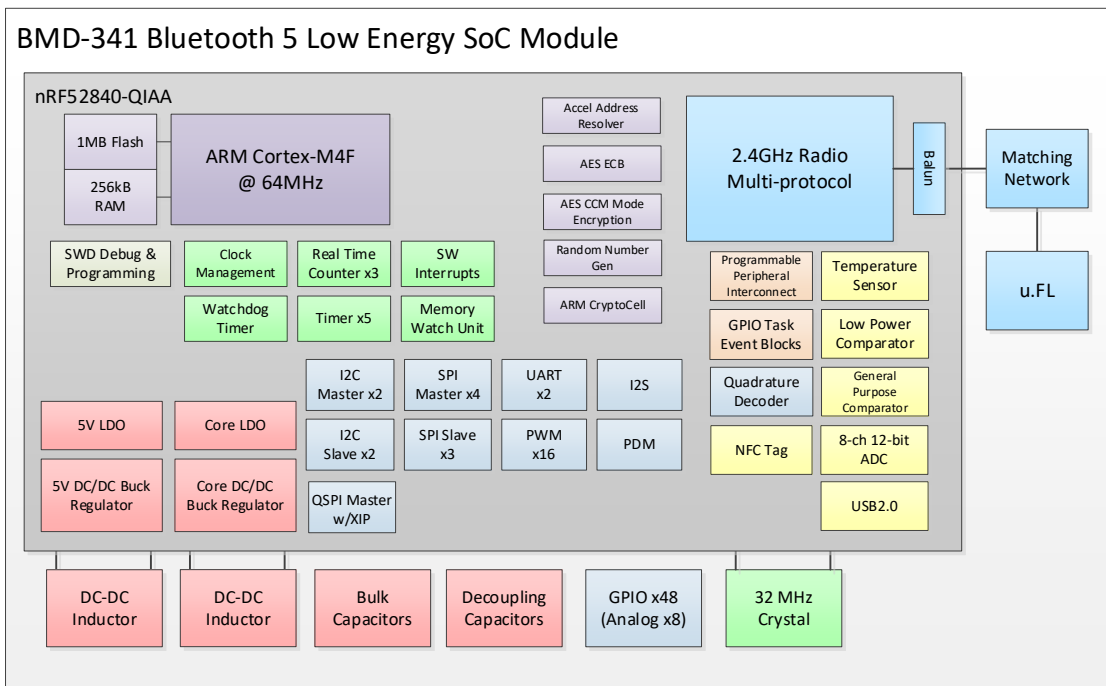 BMD-341 Bluetooth 5 Low Energy SoC Module
nRF52840-QIAA
1MB Flash
256kB
RAM
ARM Cortex-M4F
@ 64MHz
Accel Address
Resolver
AES ECB
AES CCM Mode
Encryption
Random Number
Gen
ARM CryptoCell
2.4GHz Radio
Multi-protocol
Balun
Matching
Network
u.FL
SWD Debug &
Programming
Clock
Management
Real Time
Counter x3
SW
Interrupts
Watchdog
Timer
Timer x5
Memory
Watch Unit
Programmable
Peripheral
Interconnect
Temperature
Sensor
GPIO Task
Event Blocks
Low Power
Comparator
I2C
Master x2
SPI
Master x4
UART
x2
I2S
Quadrature
Decoder
General
Purpose
Comparator
5V LDO
Core LDO
I2C
Slave x2
SPI Slave
x3
PWM
x16
PDM
NFC Tag
8-ch 12-bit
ADC
5V DC/DC Buck
Regulator
Core DC/DC
Buck Regulator
QSPI Master
w/XIP
USB2.0
DC-DC
Inductor
DC-DC
Inductor
Bulk
Capacitors
Decoupling
Capacitors
GPIO x48
(Analog x8)
32 MHz
Crystal